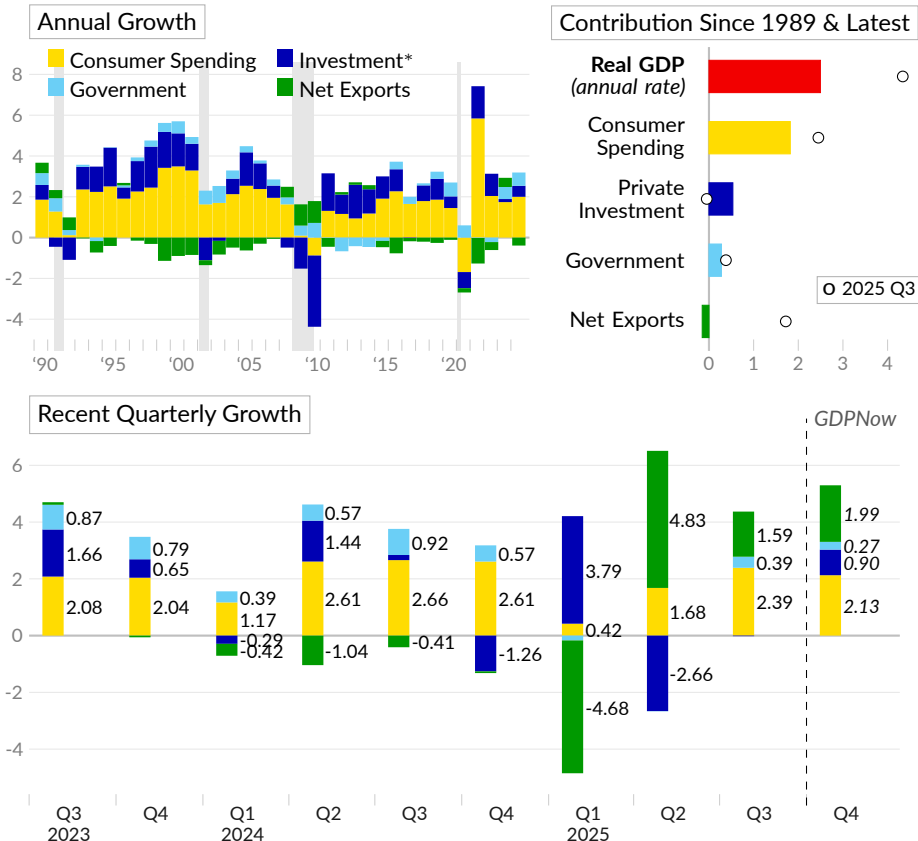 Annual Growth
Consumer Spending
Investment*
Government
Net Exports
8
6
4
2
0
-2
-4
‘90
‘95
‘00
‘05
‘10
‘15
‘20
Contribution Since 1989 & Latest
Real GDP
(annual rate)
Consumer
Spending
Private
Investment
Government
Net Exports
2025 Q3
0
1
2
3
4
Recent Quarterly Growth
GDPNow
6
4
2
0
-2
-4
0.87
1.66
2.08
0.79
0.65
2.04
0.39
1.17
-0.29
-0.42
0.57
1.44
2.61
-1.04
0.92
2.66
-0.41
0.57
2.61
-1.26
3.79
0.42
-4.68
4.83
1.68
-2.66
1.59
0.39
2.39
1.99
0.27
0.90
2.13
Q3
2023
Q4
Q1
2024
Q2
Q3
Q4
Q1
2025
Q2
Q3
Q4